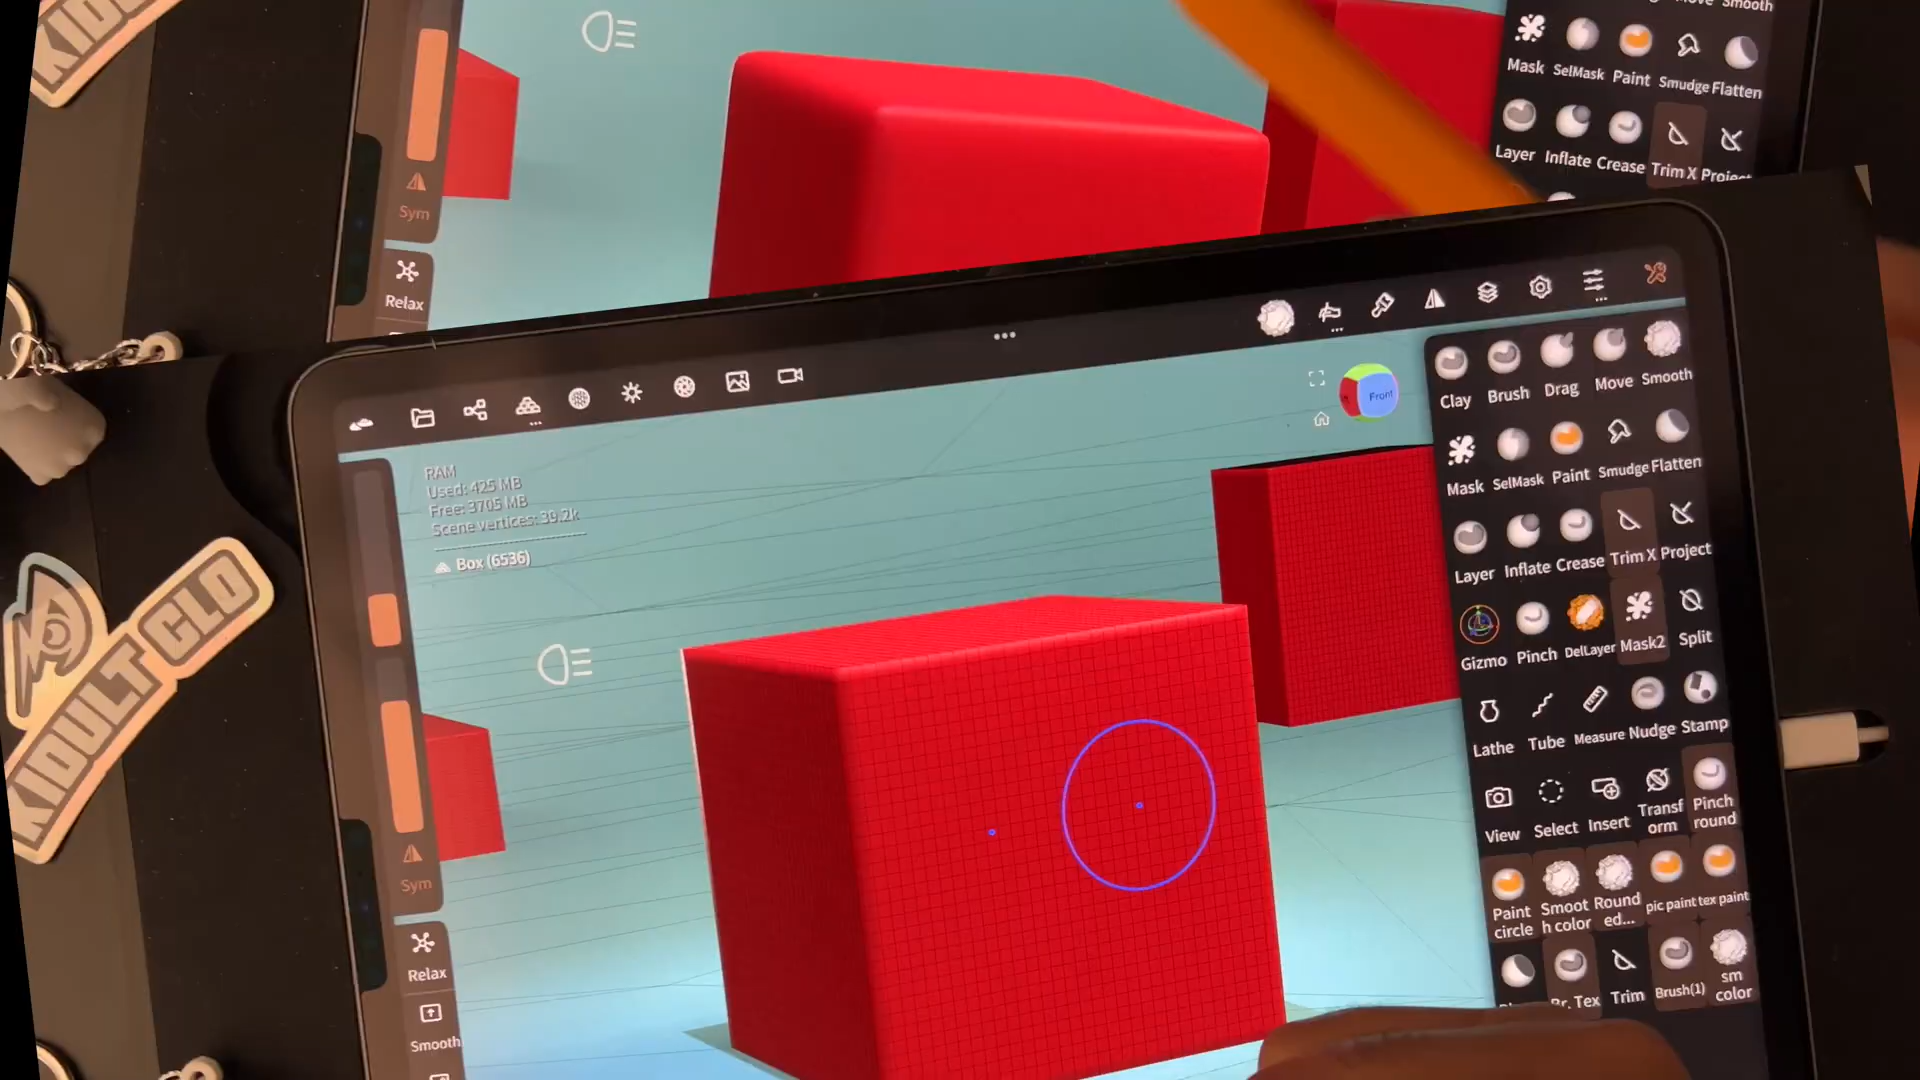 Smooth
Mask SelMask Paint Smudge Flatten
Layer Inflate Crease Trim X Project
Sym
Relax
KIDULT CLO
Front
RAM
Used: 425 MB
Free: 3705 MB
Scene vertices: 39.2k
Box (6536)
Clay Brush Drag Move Smooth
Mask SelMask Paint Smudge Flatten
Layer Inflate Crease Trim X Project
Gizmo Pinch DelLayer Mask2 Split
Lathe Tube Measure Nudge Stamp
View Select Insert Transf
orm Pinch
round
Paint
circle Smoot
h color Round
ed... pic paint tex paint
Br. Tex Trim Brush(1) sm
color
Sym
Relax
Smooth